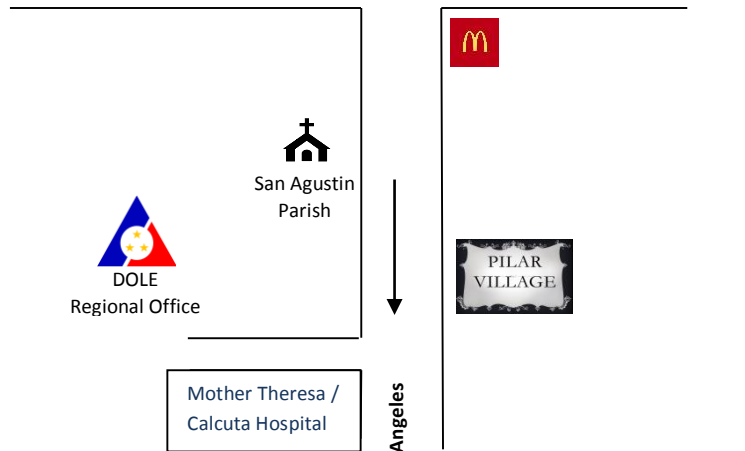 San Agustin
Parish
DOLE
Regional Office
PILAR
VILLAGE
Mother Theresa /
Calcuta Hospital
Angeles